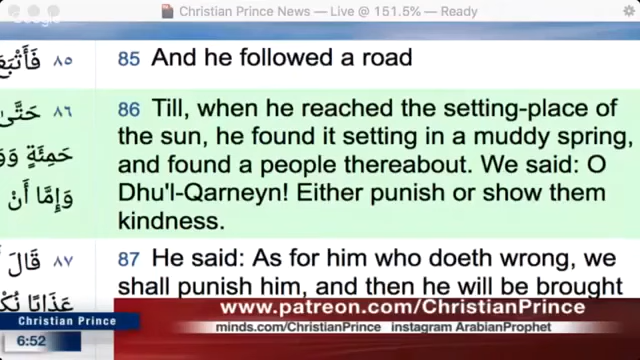 Christian Prince News — Live @ 151.5% — Ready
Google
فَأَتْبَعَ ٨٥ 85 And he followed a road
حَتَّىٰ ٨٦ 86 Till, when he reached the setting-place of
the sun, he found it setting in a muddy spring,
حَمِئَةٍ and found a people thereabout. We said: O
وَإِمَّا أَنْ Dhu'l-Qarneyn! Either punish or show them
kindness.
قَالَ ٨٧ 87 He said: As for him who doeth wrong, we
عَذَابًا shall punish him, and then he will be brought
www.patreon.com/ChristianPrince
Christian Prince
minds.com/ChristianPrince instagram ArabianProphet
6:52